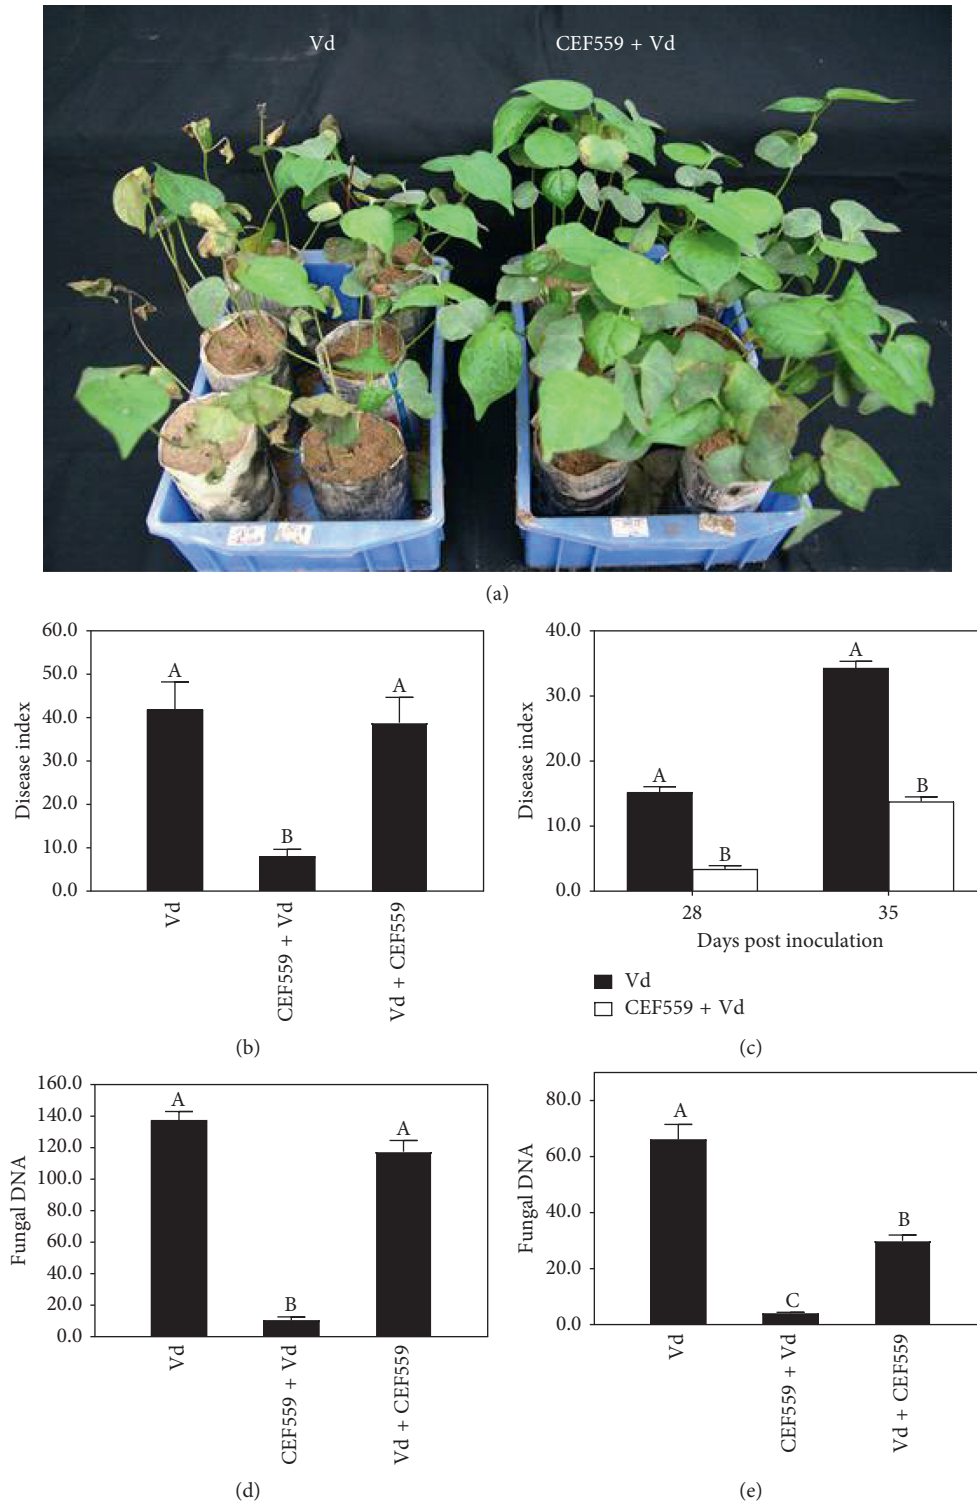 Vd
CEF559 + Vd
(a)
60.0
50.0
40.0
30.0
20.0
10.0
0.0
Disease index
A
B
A
Vd
CEF559 + Vd
Vd + CEF559
(b)
40.0
30.0
20.0
10.0
0.0
Disease index
A
B
A
B
28
35
Days post inoculation
Vd
CEF559 + Vd
(c)
160.0
140.0
120.0
100.0
80.0
60.0
40.0
20.0
0.0
Fungal DNA
A
B
A
Vd
CEF559 + Vd
Vd + CEF559
(d)
80.0
60.0
40.0
20.0
0.0
Fungal DNA
A
C
B
Vd
CEF559 + Vd
Vd + CEF559
(e)